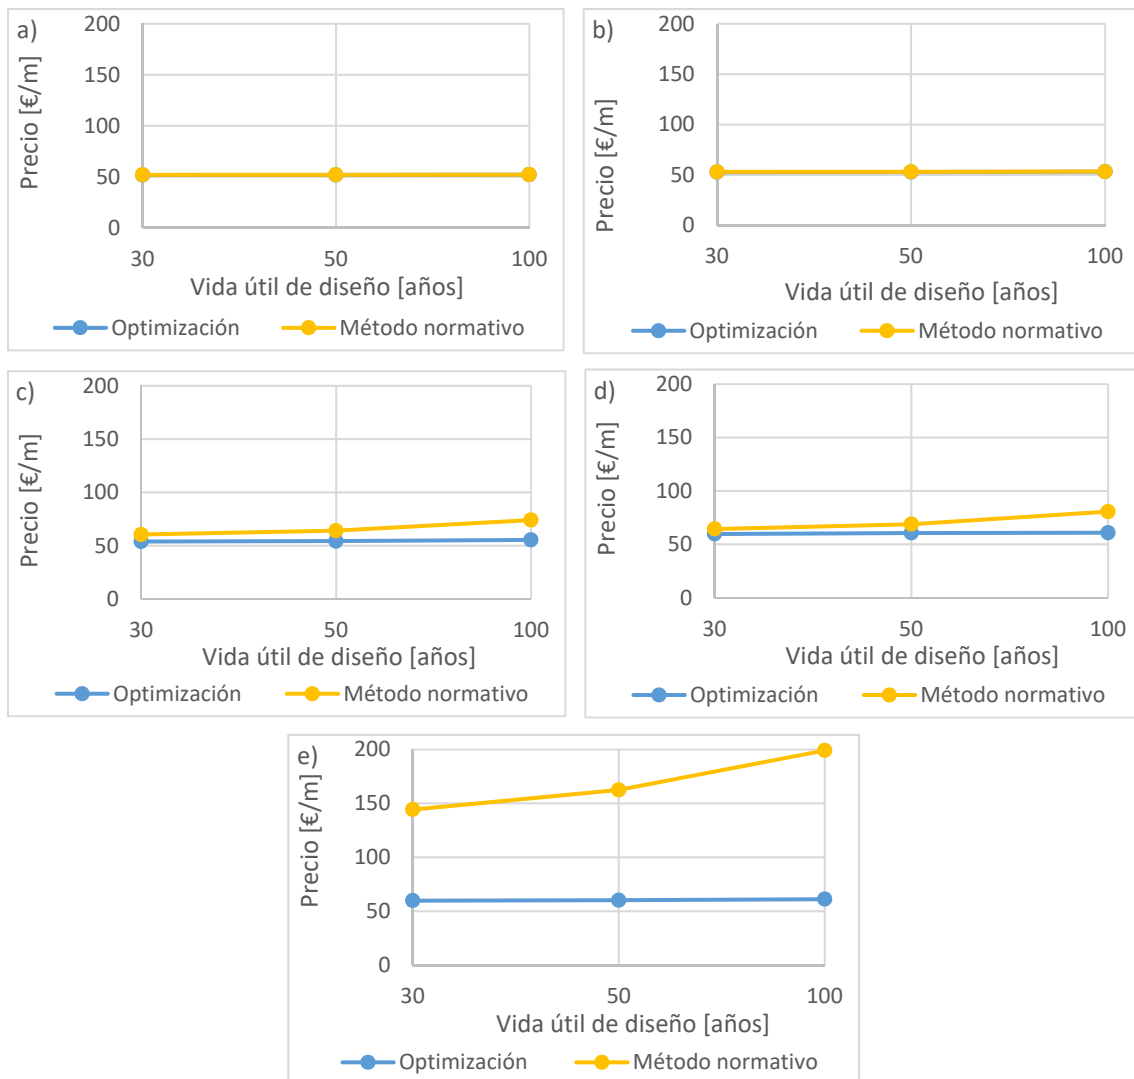 a)
Precio [€/m]
200
150
100
50
0
30 50 100
Vida útil de diseño [años]
Optimización Método normativo
b)
Precio [€/m]
200
150
100
50
0
30 50 100
Vida útil de diseño [años]
Optimización Método normativo
c)
Precio [€/m]
200
150
100
50
0
30 50 100
Vida útil de diseño [años]
Optimización Método normativo
d)
Precio [€/m]
200
150
100
50
0
30 50 100
Vida útil de diseño [años]
Optimización Método normativo
e)
Precio [€/m]
200
150
100
50
0
30 50 100
Vida útil de diseño [años]
Optimización Método normativo